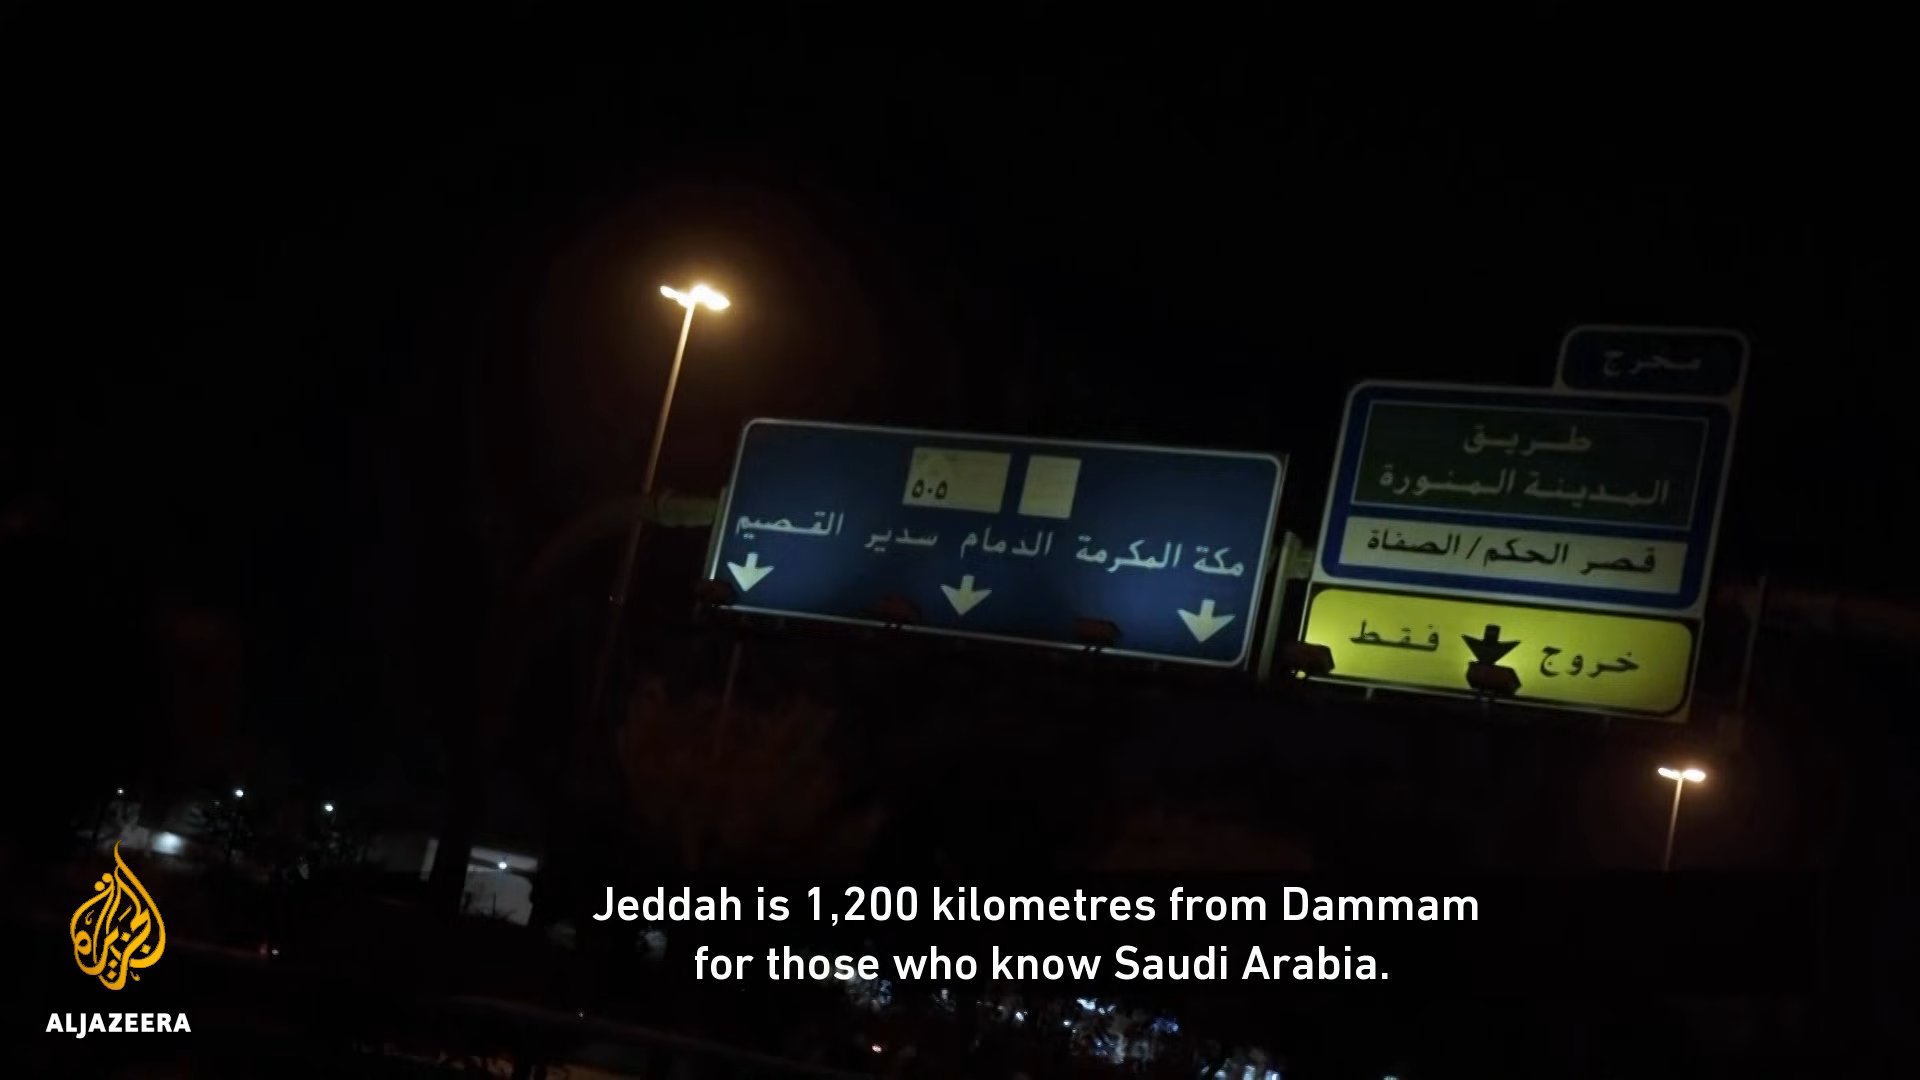 مخرج
طريق
المدينة المنورة
قصر الحكم / الصفاة
خروج فقط
٥٠٥
مكة المكرمة الدمام سدير القصيم
Jeddah is 1,200 kilometres from Dammam
for those who know Saudi Arabia.
الجزيرة
ALJAZEERA